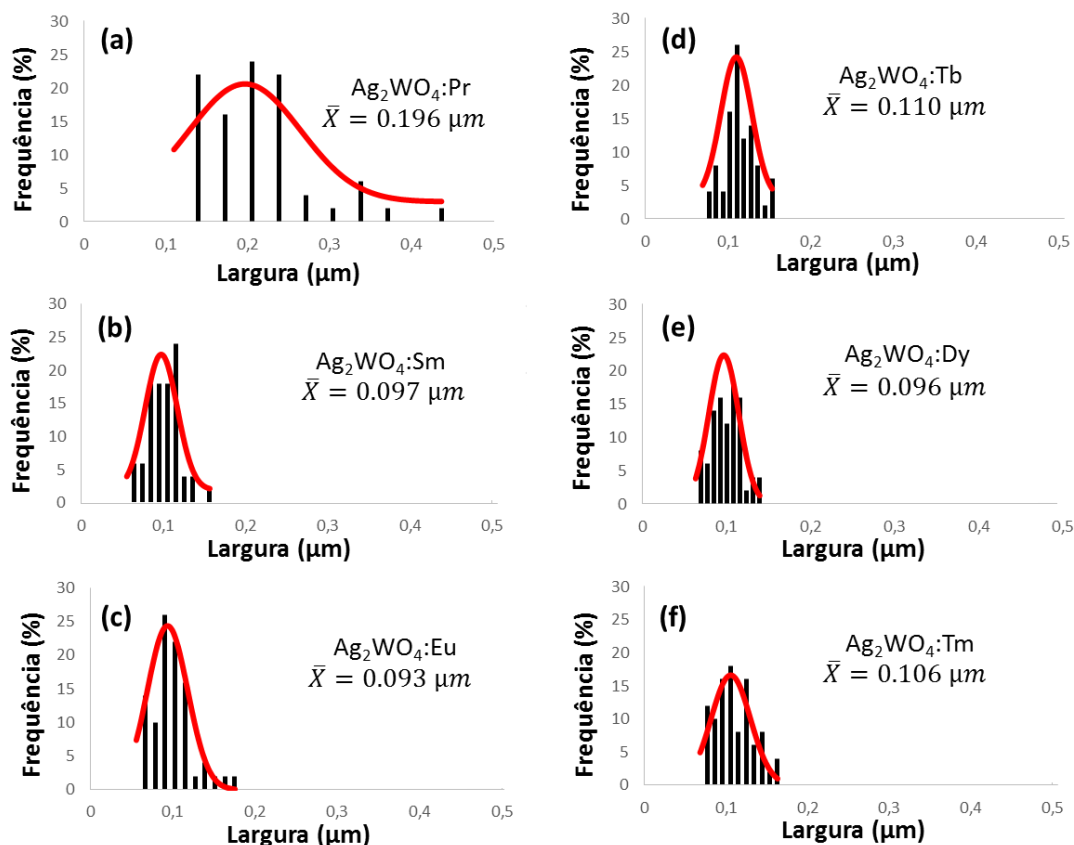 (a)
Ag₂WO₄:Pr
X̄ = 0.196 µm
Frequência (%)
30
25
20
15
10
5
0
0 0,1 0,2 0,3 0,4 0,5
Largura (µm)
(b)
Ag₂WO₄:Sm
X̄ = 0.097 µm
Frequência (%)
30
25
20
15
10
5
0
0 0,1 0,2 0,3 0,4 0,5
Largura (µm)
(c)
Ag₂WO₄:Eu
X̄ = 0.093 µm
Frequência (%)
30
25
20
15
10
5
0
0 0,1 0,2 0,3 0,4 0,5
Largura (µm)
(d)
Ag₂WO₄:Tb
X̄ = 0.110 µm
Frequência (%)
30
25
20
15
10
5
0
0 0,1 0,2 0,3 0,4 0,5
Largura (µm)
(e)
Ag₂WO₄:Dy
X̄ = 0.096 µm
Frequência (%)
30
25
20
15
10
5
0
0 0,1 0,2 0,3 0,4 0,5
Largura (µm)
(f)
Ag₂WO₄:Tm
X̄ = 0.106 µm
Frequência (%)
30
25
20
15
10
5
0
0 0,1 0,2 0,3 0,4 0,5
Largura (µm)